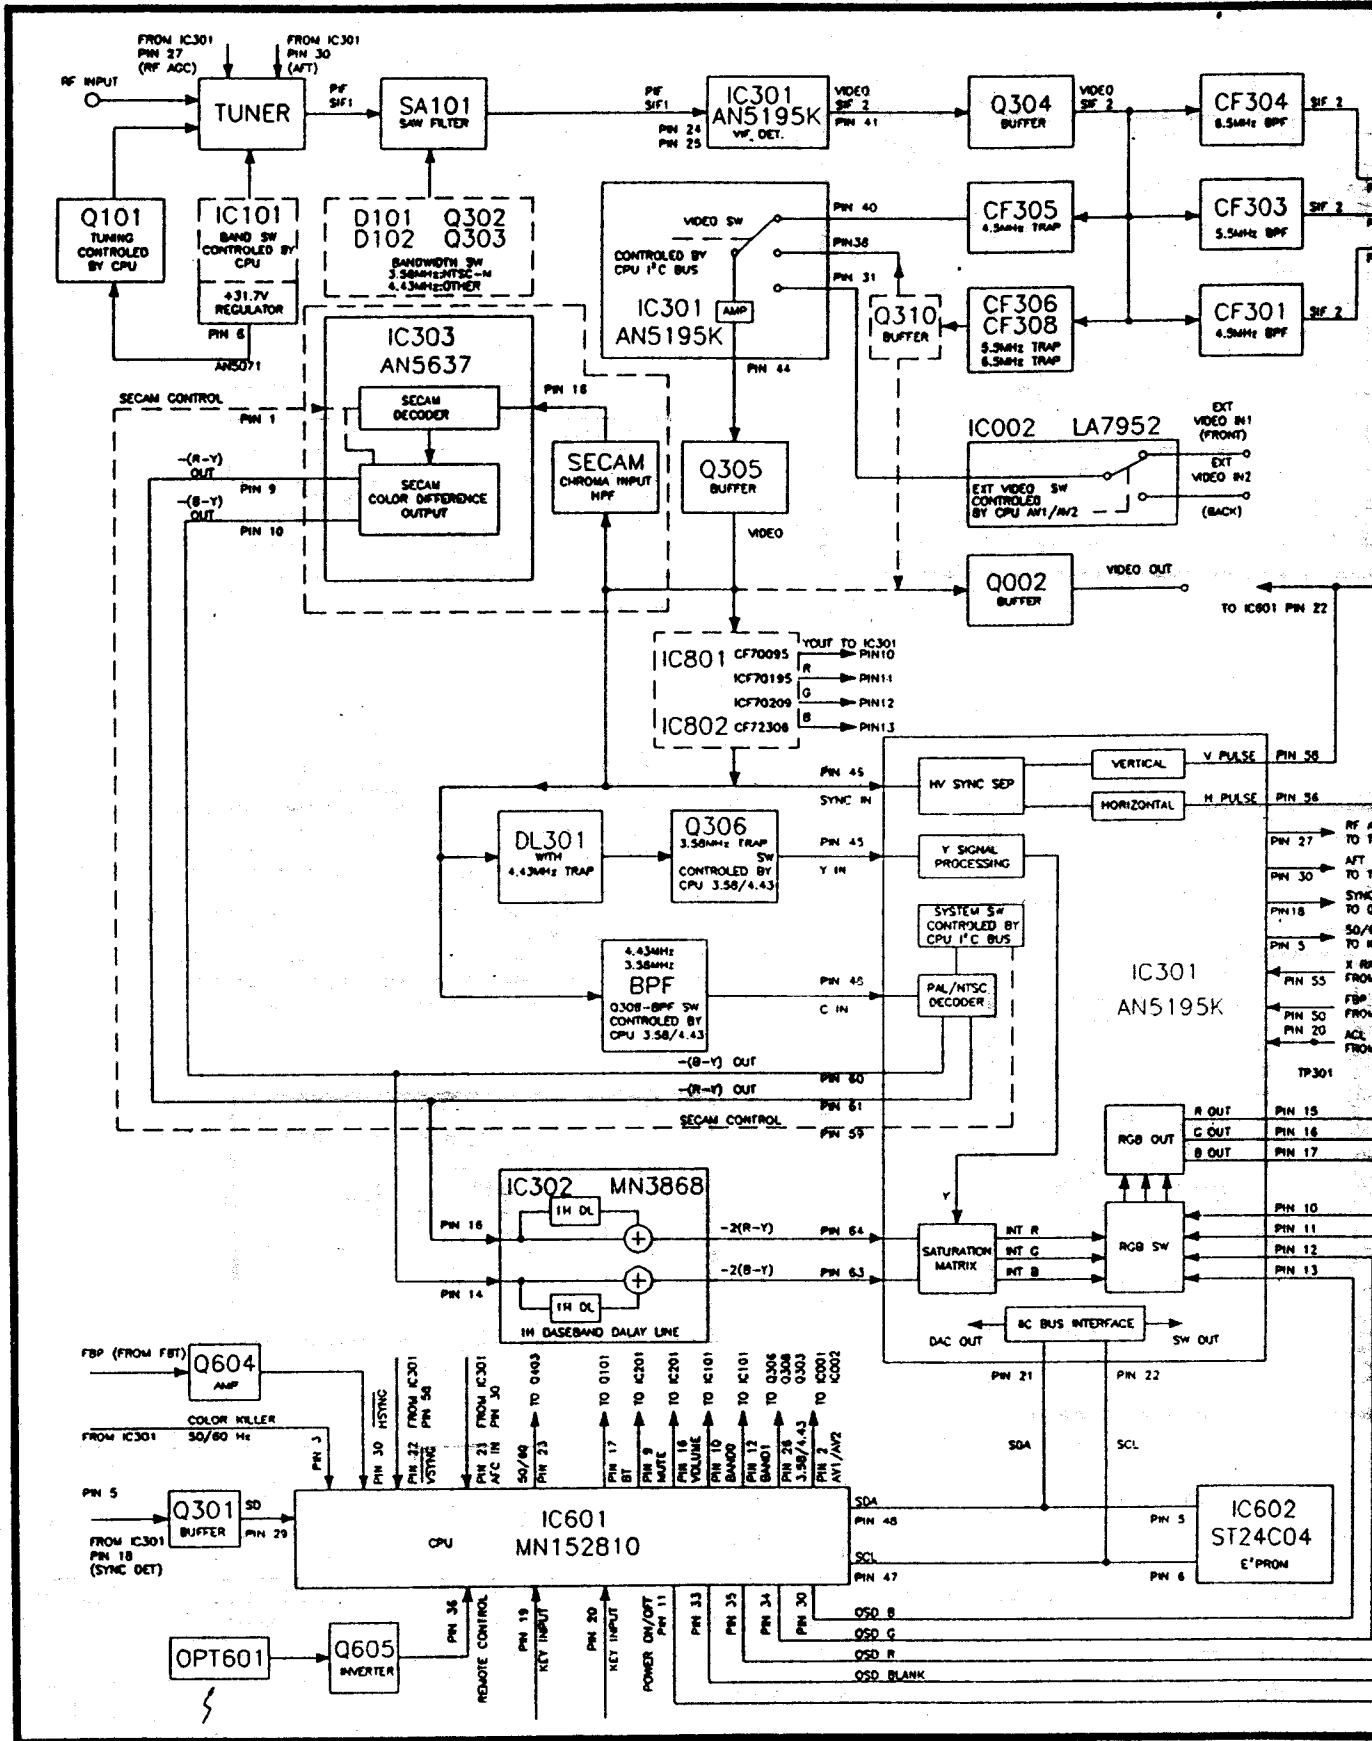 FROM IC301
PIN 27
(RF AGC)
FROM IC301
PIN 30
(AFT)
RF INPUT
TUNER
PIF
SIF1
SA101
SAW FILTER
PIF
SIF1
PIN 24
PIN 25
IC301
AN5195K
VIF DET.
VIDEO
SIF 2
PIN 41
Q304
BUFFER
VIDEO
SIF 2
CF304
6.5MHz BPF
SIF 2
Q101
TUNING
CONTROLED
BY CPU
IC101
BAND SW
CONTROLED BY
CPU
+31.7V
REGULATOR
PIN 6
AN5071
D101 Q302
D102 Q303
BANDWIDTH SW
3.58MHz:NTSC-M
4.43MHz:OTHER
VIDEO SW
CONTROLED BY
CPU I²C BUS
IC301
AN5195K
AMP
PIN 40
PIN38
PIN 31
PIN 44
CF305
4.5MHz TRAP
CF303
5.5MHz BPF
SIF 2
Q310
BUFFER
CF306
CF308
5.5MHz TRAP
6.5MHz TRAP
CF301
4.5MHz BPF
SIF 2
IC303
AN5637
SECAM
DECODER
SECAM
COLOR DIFFERENCE
OUTPUT
SECAM CONTROL
PIN 1
PIN 16
-(R-Y)
OUT
PIN 9
-(B-Y)
OUT
PIN 10
SECAM
CHROMA INPUT
HPF
Q305
BUFFER
VIDEO
IC002 LA7952
EXT VIDEO SW
CONTROLED
BY CPU AV1/AV2
EXT
VIDEO IN1
(FRONT)
EXT
VIDEO IN2
(BACK)
Q002
BUFFER
VIDEO OUT
TO IC601 PIN 22
IC801 CF70095
ICF70195
ICF70209
IC802 CF72306
YOUT TO IC301
PIN10
R
PIN11
G
PIN12
B
PIN13
PIN 46
SYNC IN
HV SYNC SEP
VERTICAL
V PULSE
PIN 58
HORIZONTAL
H PULSE
PIN 56
DL301
WITH
4.43MHz TRAP
Q306
3.58MHz TRAP
SW
CONTROLED BY
CPU 3.58/4.43
PIN 45
Y IN
Y SIGNAL
PROCESSING
SYSTEM SW
CONTROLED BY
CPU I²C BUS
PAL/NTSC
DECODER
4.43MHz
3.58MHz
BPF
Q308-BPF SW
CONTROLED BY
CPU 3.58/4.43
PIN 48
C IN
IC301
AN5195K
PIN 27
PIN 30
AFT
PIN18
SYNC
PIN 5
PIN 55
PIN 50
FBP
PIN 20
ACL
TP301
-(B-Y) OUT
PIN 60
-(R-Y) OUT
PIN 61
SECAM CONTROL
PIN 59
RGB OUT
R OUT
G OUT
B OUT
PIN 15
PIN 16
PIN 17
IC302 MN3868
1H DL
1H DL
1H DASEBAND DALAY LINE
PIN 16
PIN 14
-2(R-Y)
PIN 64
-2(B-Y)
PIN 63
Y
SATURATION
MATRIX
INT R
INT G
INT B
RGB SW
PIN 10
PIN 11
PIN 12
PIN 13
IIC BUS INTERFACE
DAC OUT
SW OUT
PIN 21
PIN 22
SDA
SCL
FBP (FROM FBT)
Q604
AMP
COLOR KILLER
FROM IC301
50/60 Hz
PIN 3
PIN 30
HSYNC
PIN 22 FROM IC301
VSYNC PIN 58
PIN 23 FROM IC301
AFC IN PIN 30
TO Q403
50/60
PIN 23
TO Q101
PIN 17
BT
TO IC201
PIN 9
MUTE
TO IC201
PIN 16
VOLUME
TO IC101
PIN 10
BAND0
TO IC101
PIN 12
BAND1
TO Q306
Q308
Q303
PIN 26
3.58/4.43
TO IC001
IC002
PIN 2
AV1/AV2
PIN 5
Q301
BUFFER
FROM IC301
PIN 18
(SYNC DET)
SD
PIN 29
CPU
IC601
MN152810
SDA
PIN 48
SCL
PIN 47
PIN 5
PIN 6
IC602
ST24C04
E²PROM
OPT601
Q605
INVERTER
PIN 36
REMOTE CONTROL
PIN 19
KEY INPUT
PIN 20
KEY INPUT
POWER ON/OFF
PIN 11
PIN 33
PIN 35
PIN 34
PIN 30
OSD B
OSD G
OSD R
OSD BLANK